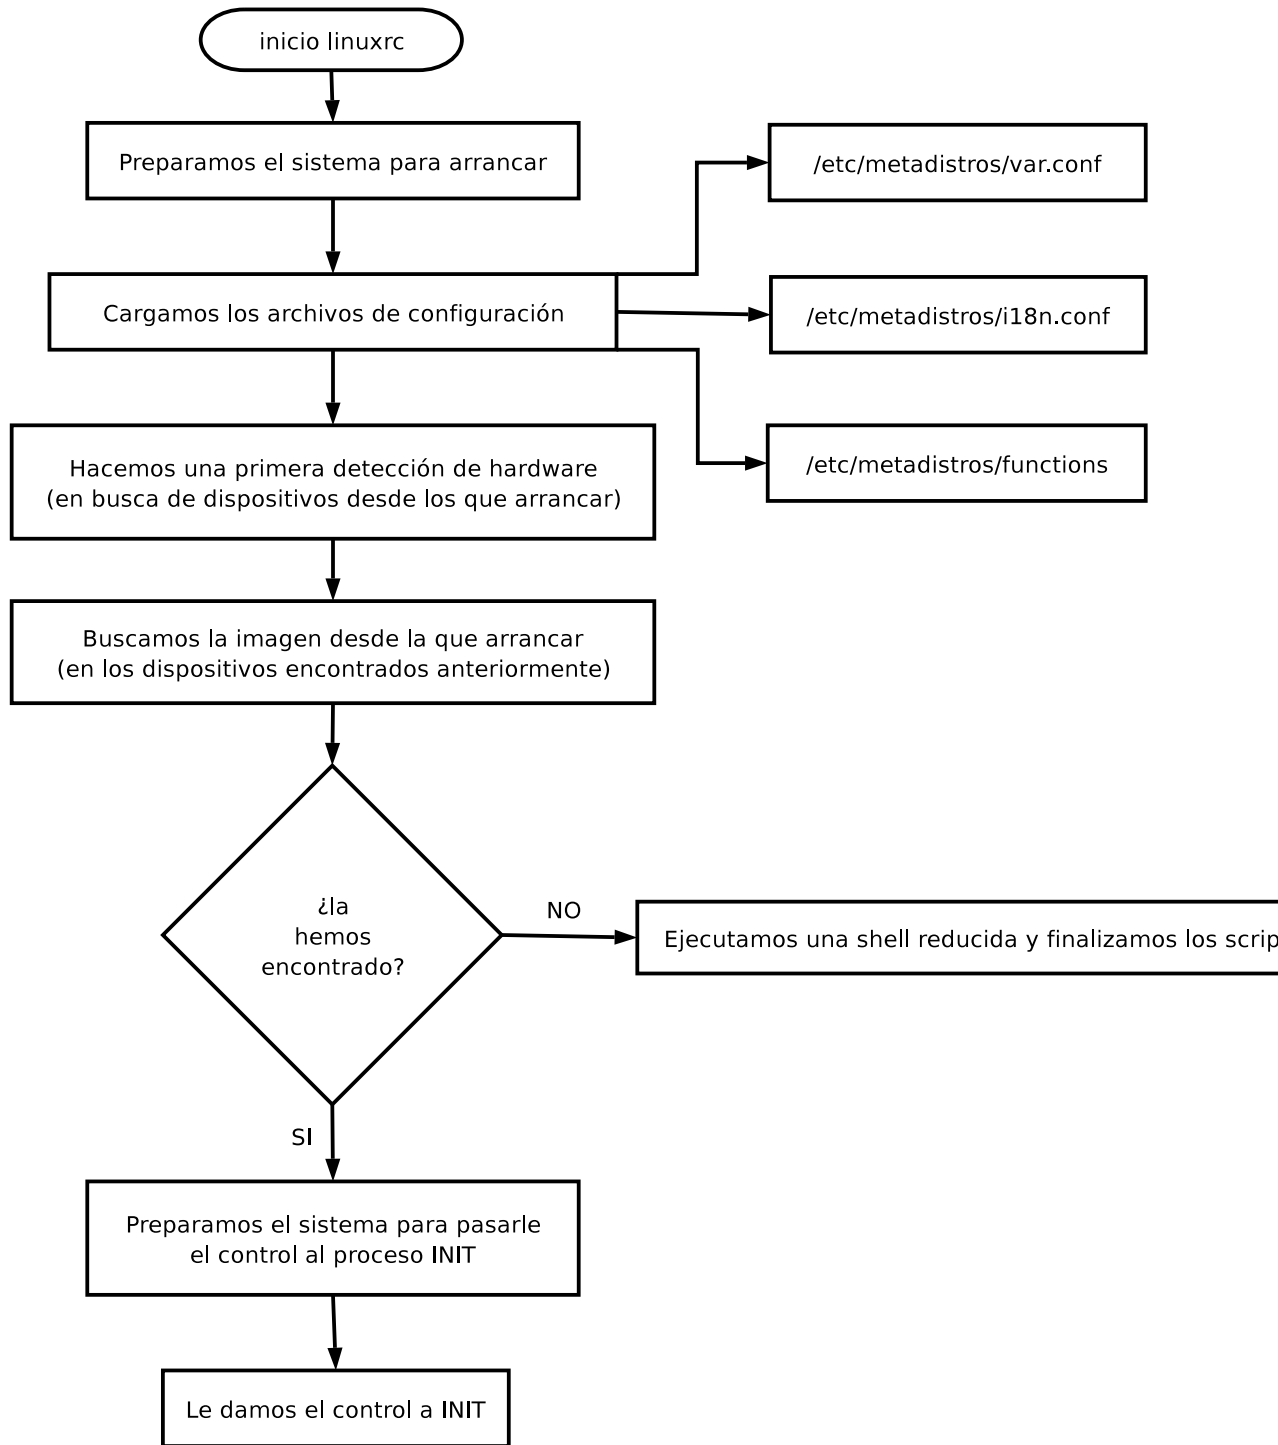 inicio linuxrc
Preparamos el sistema para arrancar
/etc/metadistros/var.conf
Cargamos los archivos de configuración
/etc/metadistros/i18n.conf
/etc/metadistros/functions
Hacemos una primera detección de hardware
(en busca de dispositivos desde los que arrancar)
Buscamos la imagen desde la que arrancar
(en los dispositivos encontrados anteriormente)
¿la
hemos
encontrado?
NO
Ejecutamos una shell reducida y finalizamos los scrip
SI
Preparamos el sistema para pasarle
el control al proceso INIT
Le damos el control a INIT